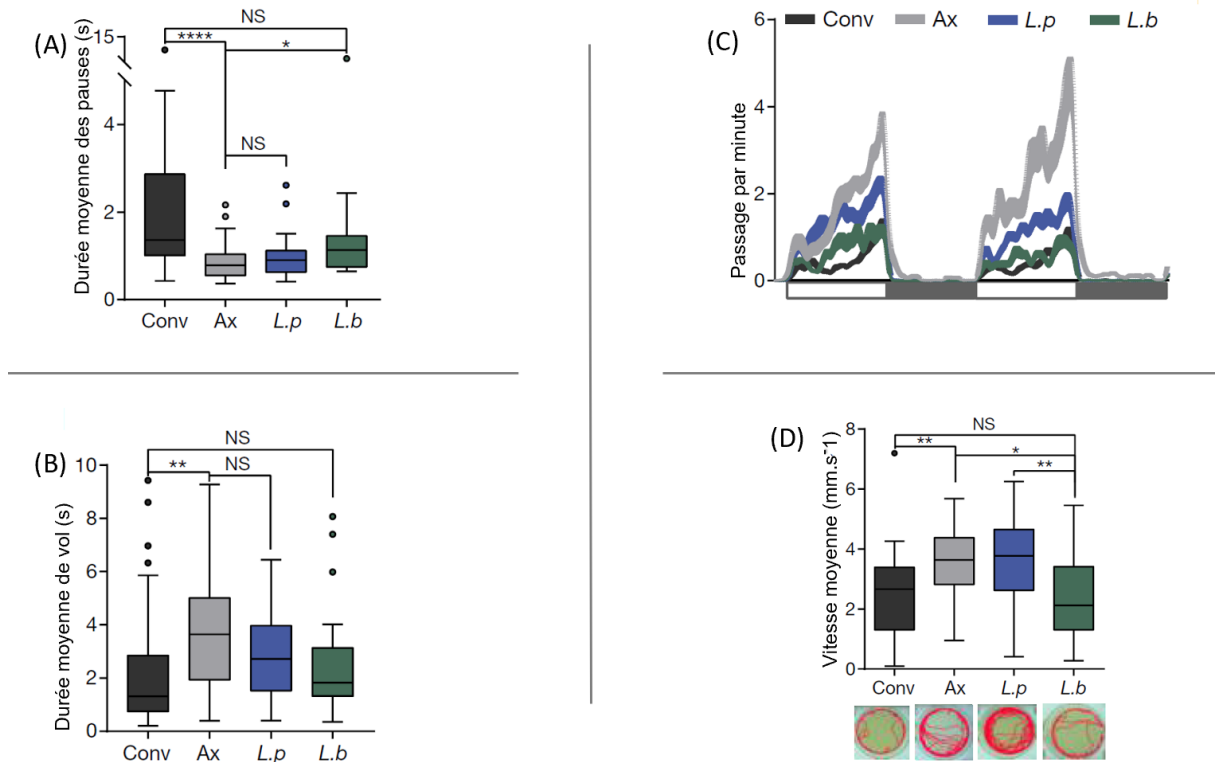 (A)
Durée moyenne des pauses (s)
15
4
2
0
NS
****
*
NS
Conv Ax L.p L.b
(B)
Durée moyenne de vol (s)
10
8
6
4
2
0
NS
**
NS
Conv Ax L.p L.b
(C)
Conv Ax L.p L.b
Passage par minute
6
4
2
0
(D)
Vitesse moyenne (mm.s-1)
8
6
4
2
0
NS
**
*
**
Conv Ax L.p L.b